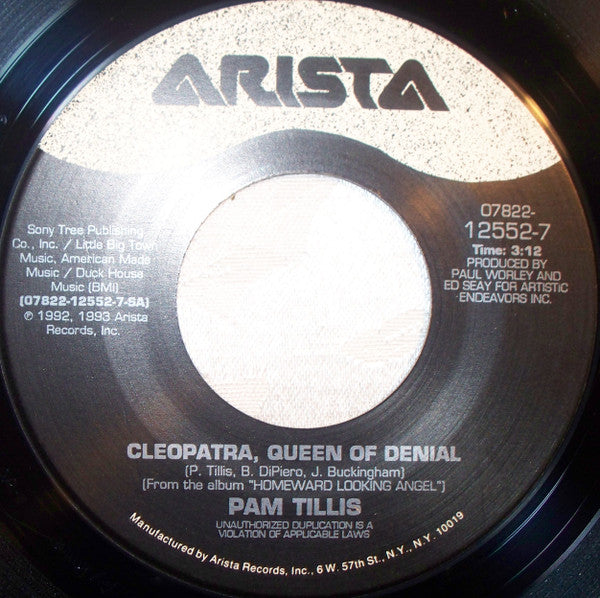 ARISTA
Sony Tree Publishing
Co., Inc. / Little Big Town
Music, American Made
Music / Duck House
Music (BMI)
(07822-12552-7-SA)
℗ 1992, 1993 Arista
Records, Inc.
07822-
12552-7
Time: 3:12
PRODUCED BY
PAUL WORLEY AND
ED SEAY FOR ARTISTIC
ENDEAVORS INC.
CLEOPATRA, QUEEN OF DENIAL
(P. Tillis, B. DiPiero, J. Buckingham)
(From the album "HOMEWARD LOOKING ANGEL")
PAM TILLIS
UNAUTHORIZED DUPLICATION IS A
VIOLATION OF APPLICABLE LAWS
Manufactured by Arista Records, Inc., 6 W. 57th St., N.Y., N.Y. 10019